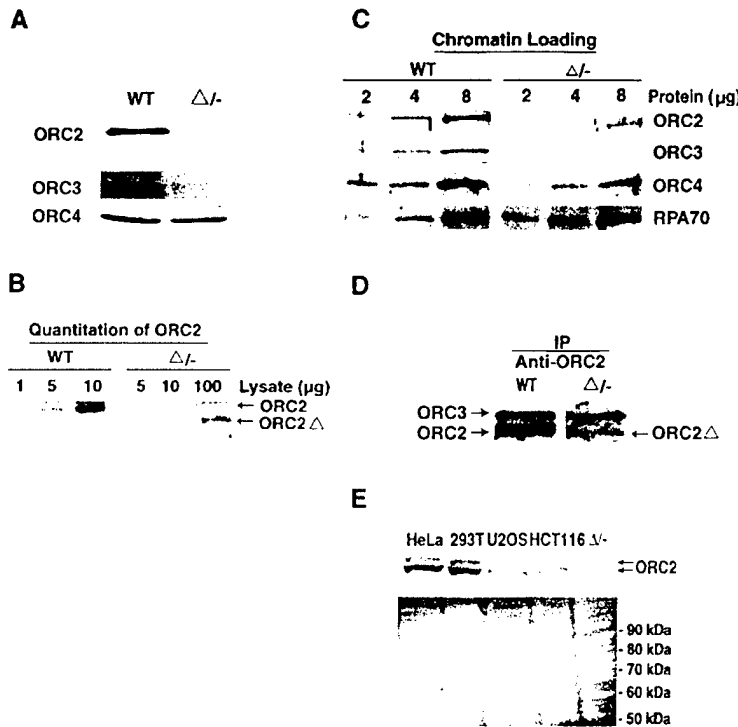 A
WT △/-
ORC2
ORC3
ORC4
B
Quantitation of ORC2
WT △/-
1 5 10 5 10 100 Lysate (µg)
← ORC2
← ORC2 △
C
Chromatin Loading
WT △/-
2 4 8 2 4 8 Protein (µg)
ORC2
ORC3
ORC4
RPA70
D
IP
Anti-ORC2
WT △/-
ORC3 →
ORC2 → ← ORC2 △
E
HeLa 293T U2OS HCT116 △/-
ORC2
- 90 kDa
- 80 kDa
- 70 kDa
- 60 kDa
- 50 kDa